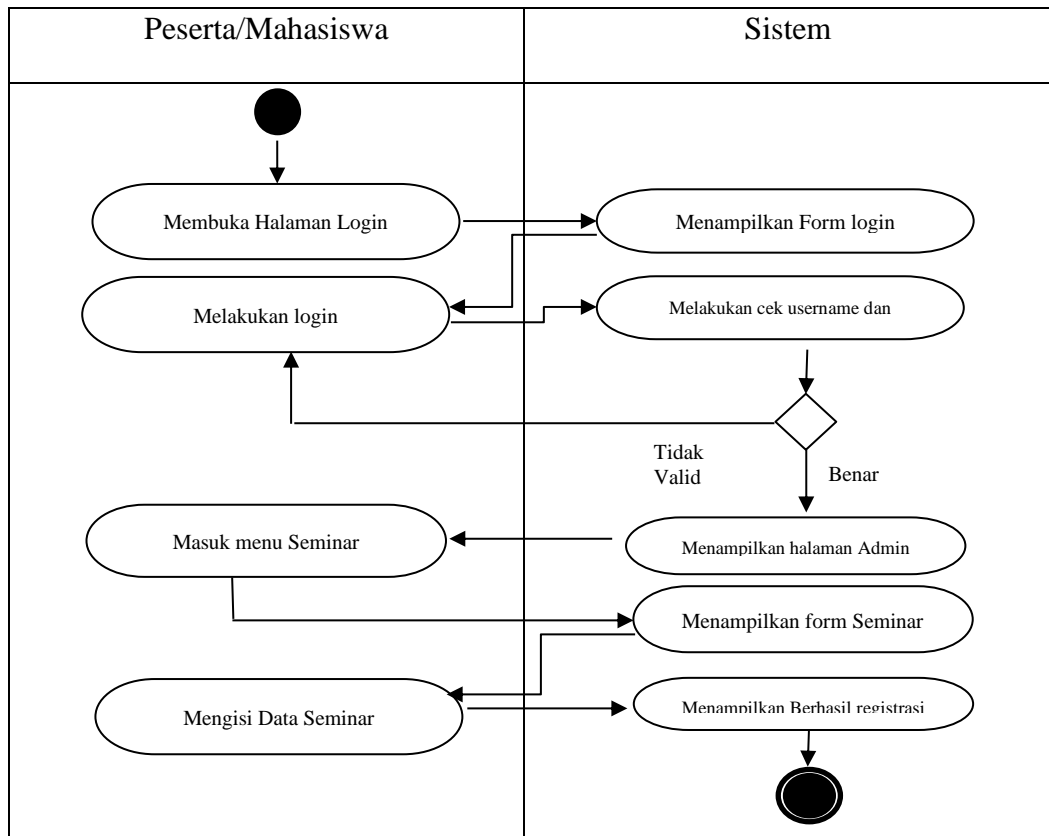 Peserta/Mahasiswa
Sistem
Membuka Halaman Login
Menampilkan Form login
Melakukan login
Melakukan cek username dan
Tidak
Valid
Benar
Masuk menu Seminar
Menampilkan halaman Admin
Menampilkan form Seminar
Mengisi Data Seminar
Menampilkan Berhasil registrasi